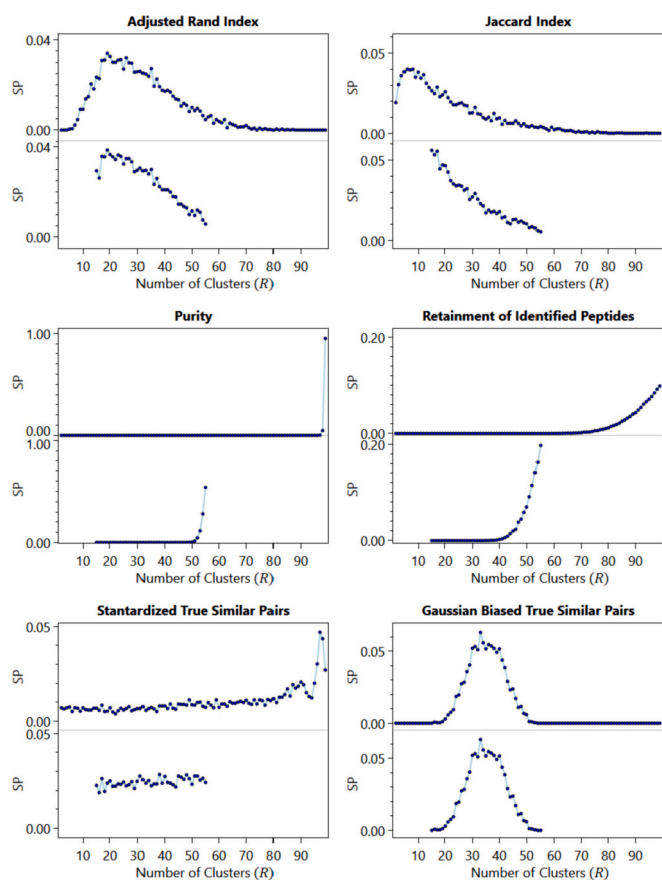 Adjusted Rand Index
0.04
SP
0.00
0.04
SP
0.00
10 20 30 40 50 60 70 80 90
Number of Clusters (R)
Jaccard Index
0.05
SP
0.00
0.05
SP
0.00
10 20 30 40 50 60 70 80 90
Number of Clusters (R)
Purity
1.00
SP
0.00
1.00
SP
0.00
10 20 30 40 50 60 70 80 90
Number of Clusters (R)
Retainment of Identified Peptides
0.20
SP
0.00
0.20
SP
0.00
10 20 30 40 50 60 70 80 90
Number of Clusters (R)
Stantardized True Similar Pairs
0.05
SP
0.00
0.05
SP
0.00
10 20 30 40 50 60 70 80 90
Number of Clusters (R)
Gaussian Biased True Similar Pairs
0.05
SP
0.00
0.05
SP
0.00
10 20 30 40 50 60 70 80 90
Number of Clusters (R)